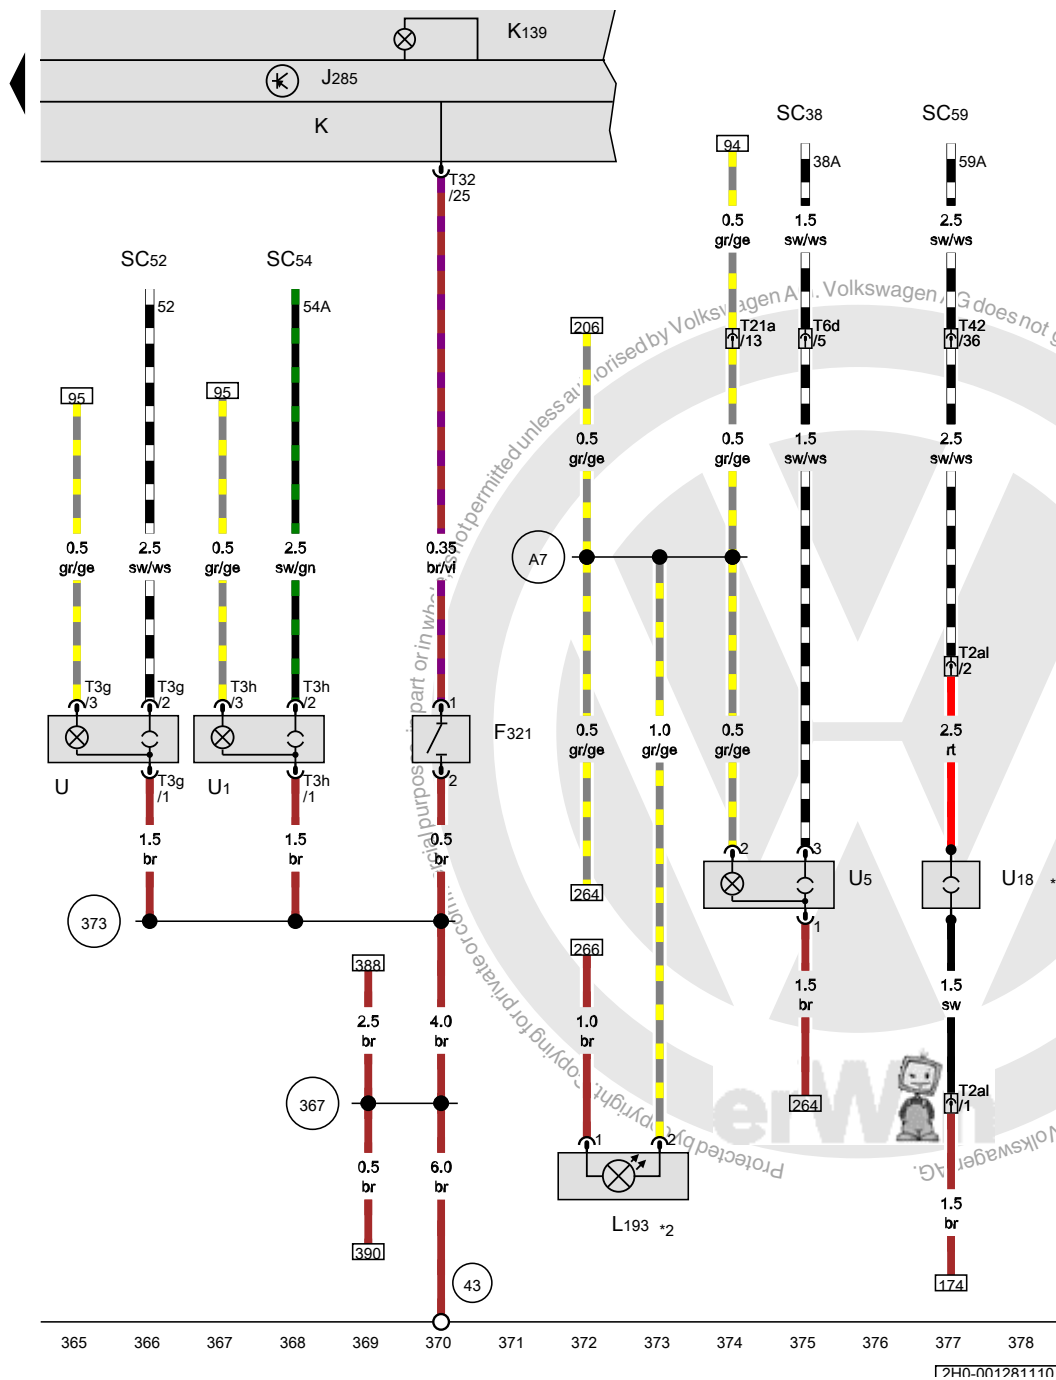 K139
J285
K
T32
/25
SC38
SC59
94
38A
59A
0.5
gr/ge
1.5
sw/ws
2.5
sw/ws
SC52
SC54
52
54A
206
T21a
/13
T6d
/5
T42
/36
95
95
0.5
gr/ge
0.5
gr/ge
1.5
sw/ws
2.5
sw/ws
0.5
gr/ge
2.5
sw/ws
0.5
gr/ge
2.5
sw/gn
0.35
br/vi
A7
T2al
/2
T3g
/3
T3g
/2
T3h
/3
T3h
/2
1
F321
2
0.5
gr/ge
1.0
gr/ge
0.5
gr/ge
2.5
rt
U
T3g
/1
U1
T3h
/1
1.5
br
1.5
br
0.5
br
2
3
U5
U18 *
264
373
1
388
266
2.5
br
4.0
br
1.0
br
1.5
br
1.5
sw
367
264
T2al
/1
1
2
0.5
br
6.0
br
L193 *2
1.5
br
390
43
174
365 366 367 368 369 370 371 372 373 374 375 376 377 378
2H0-001281110
erWin